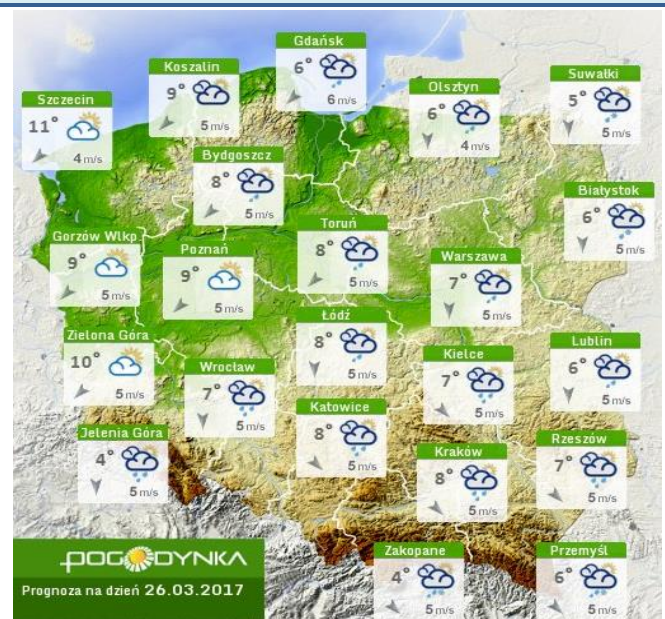 Gdańsk
6°
6 m/s
Koszalin
9°
5 m/s
Suwałki
5°
5 m/s
Olsztyn
6°
4 m/s
Szczecin
11°
4 m/s
Bydgoszcz
8°
5 m/s
Białystok
6°
5 m/s
Toruń
8°
5 m/s
Gorzów Wlkp.
9°
5 m/s
Poznań
9°
5 m/s
Warszawa
7°
5 m/s
Łódź
8°
5 m/s
Zielona Góra
10°
5 m/s
Lublin
6°
5 m/s
Kielce
7°
5 m/s
Wrocław
7°
5 m/s
Katowice
8°
5 m/s
Jelenia Góra
4°
5 m/s
Rzeszów
7°
5 m/s
Kraków
8°
5 m/s
Zakopane
4°
5 m/s
Przemyśl
6°
5 m/s
POGODYNKA
Prognoza na dzień 26.03.2017